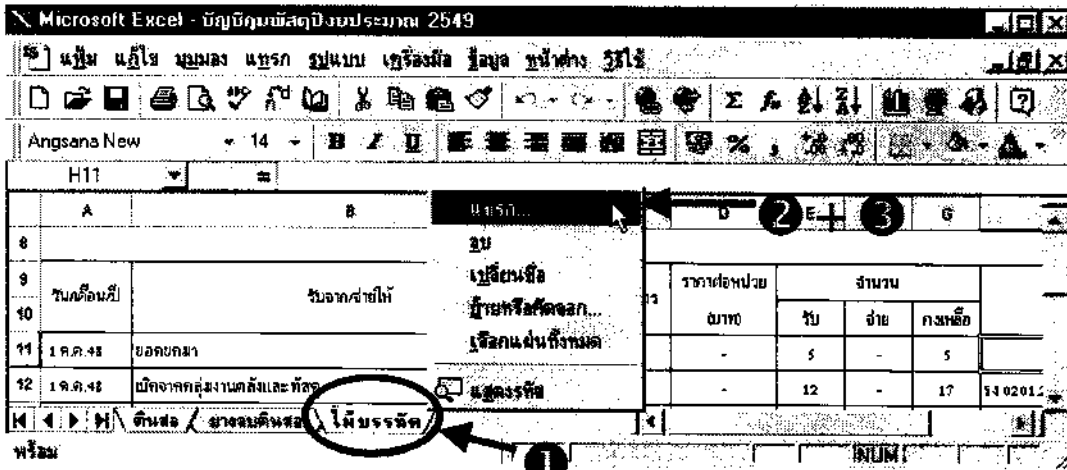 Microsoft Excel - บัญชีคุมพัสดุปีงบประมาณ 2549
แฟ้ม แก้ไข มุมมอง แทรก รูปแบบ เครื่องมือ ข้อมูล หน้าต่าง วิธีใช้
Angsana New 14 B I U % ,
H11 =
A B D E G
แทรก...
ลบ
เปลี่ยนชื่อ
ย้ายหรือคัดลอก...
เลือกแผ่นทั้งหมด
แสดงรหัส
2 3
8
9 วัน/เดือน/ปี รับจาก/จ่ายให้ ราคาต่อหน่วย จำนวน
10 (บาท) รับ จ่าย คงเหลือ
11 1 ต.ค.48 ยอดยกมา - 5 - 5
12 1 ต.ค.48 เบิกจากกลุ่มงานคลังและพัสดุ - 12 17
ดินสอ ยางลบดินสอ ไม้บรรทัด
พร้อม 1 NUM